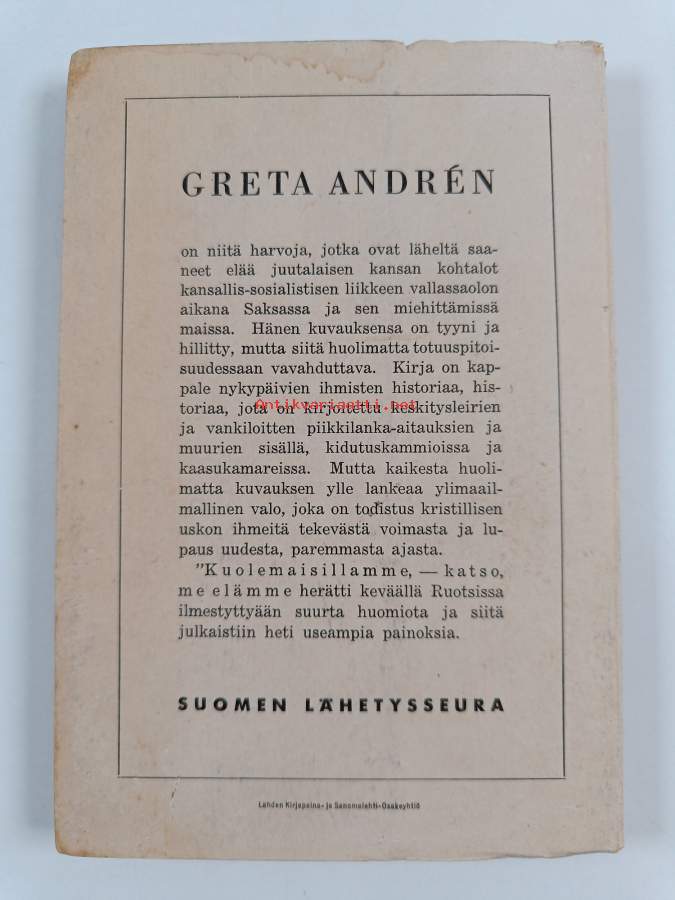 GRETA ANDRÉN
on niitä harvoja, jotka ovat läheltä saa-
neet elää juutalaisen kansan kohtalot
kansallis-sosialistisen liikkeen vallassaolon
aikana Saksassa ja sen miehittämissä
maissa. Hänen kuvauksensa on tyyni ja
hillitty, mutta siitä huolimatta totuuspitoi-
suudessaan vavahduttava. Kirja on kap-
pale nykypäivien ihmisten historiaa, his-
toriaa, jota on kirjoitettu keskitysleirien
Antikvariaatti.net
ja vankiloitten piikkilanka-aitauksien ja
muurien sisällä, kidutuskammioissa ja
kaasukamareissa. Mutta kaikesta huoli-
matta kuvauksen ylle lankeaa ylimaail-
mallinen valo, joka on todistus kristillisen
uskon ihmeitä tekevästä voimasta ja lu-
paus uudesta, paremmasta ajasta.
"Kuolemaisillamme, — katso,
me elämme herätti keväällä Ruotsissa
ilmestyttyään suurta huomiota ja siitä
julkaistiin heti useampia painoksia.
SUOMEN LÄHETYSSEURA
Lahden Kirjapaino- ja Sanomalehti-Osakeyhtiö